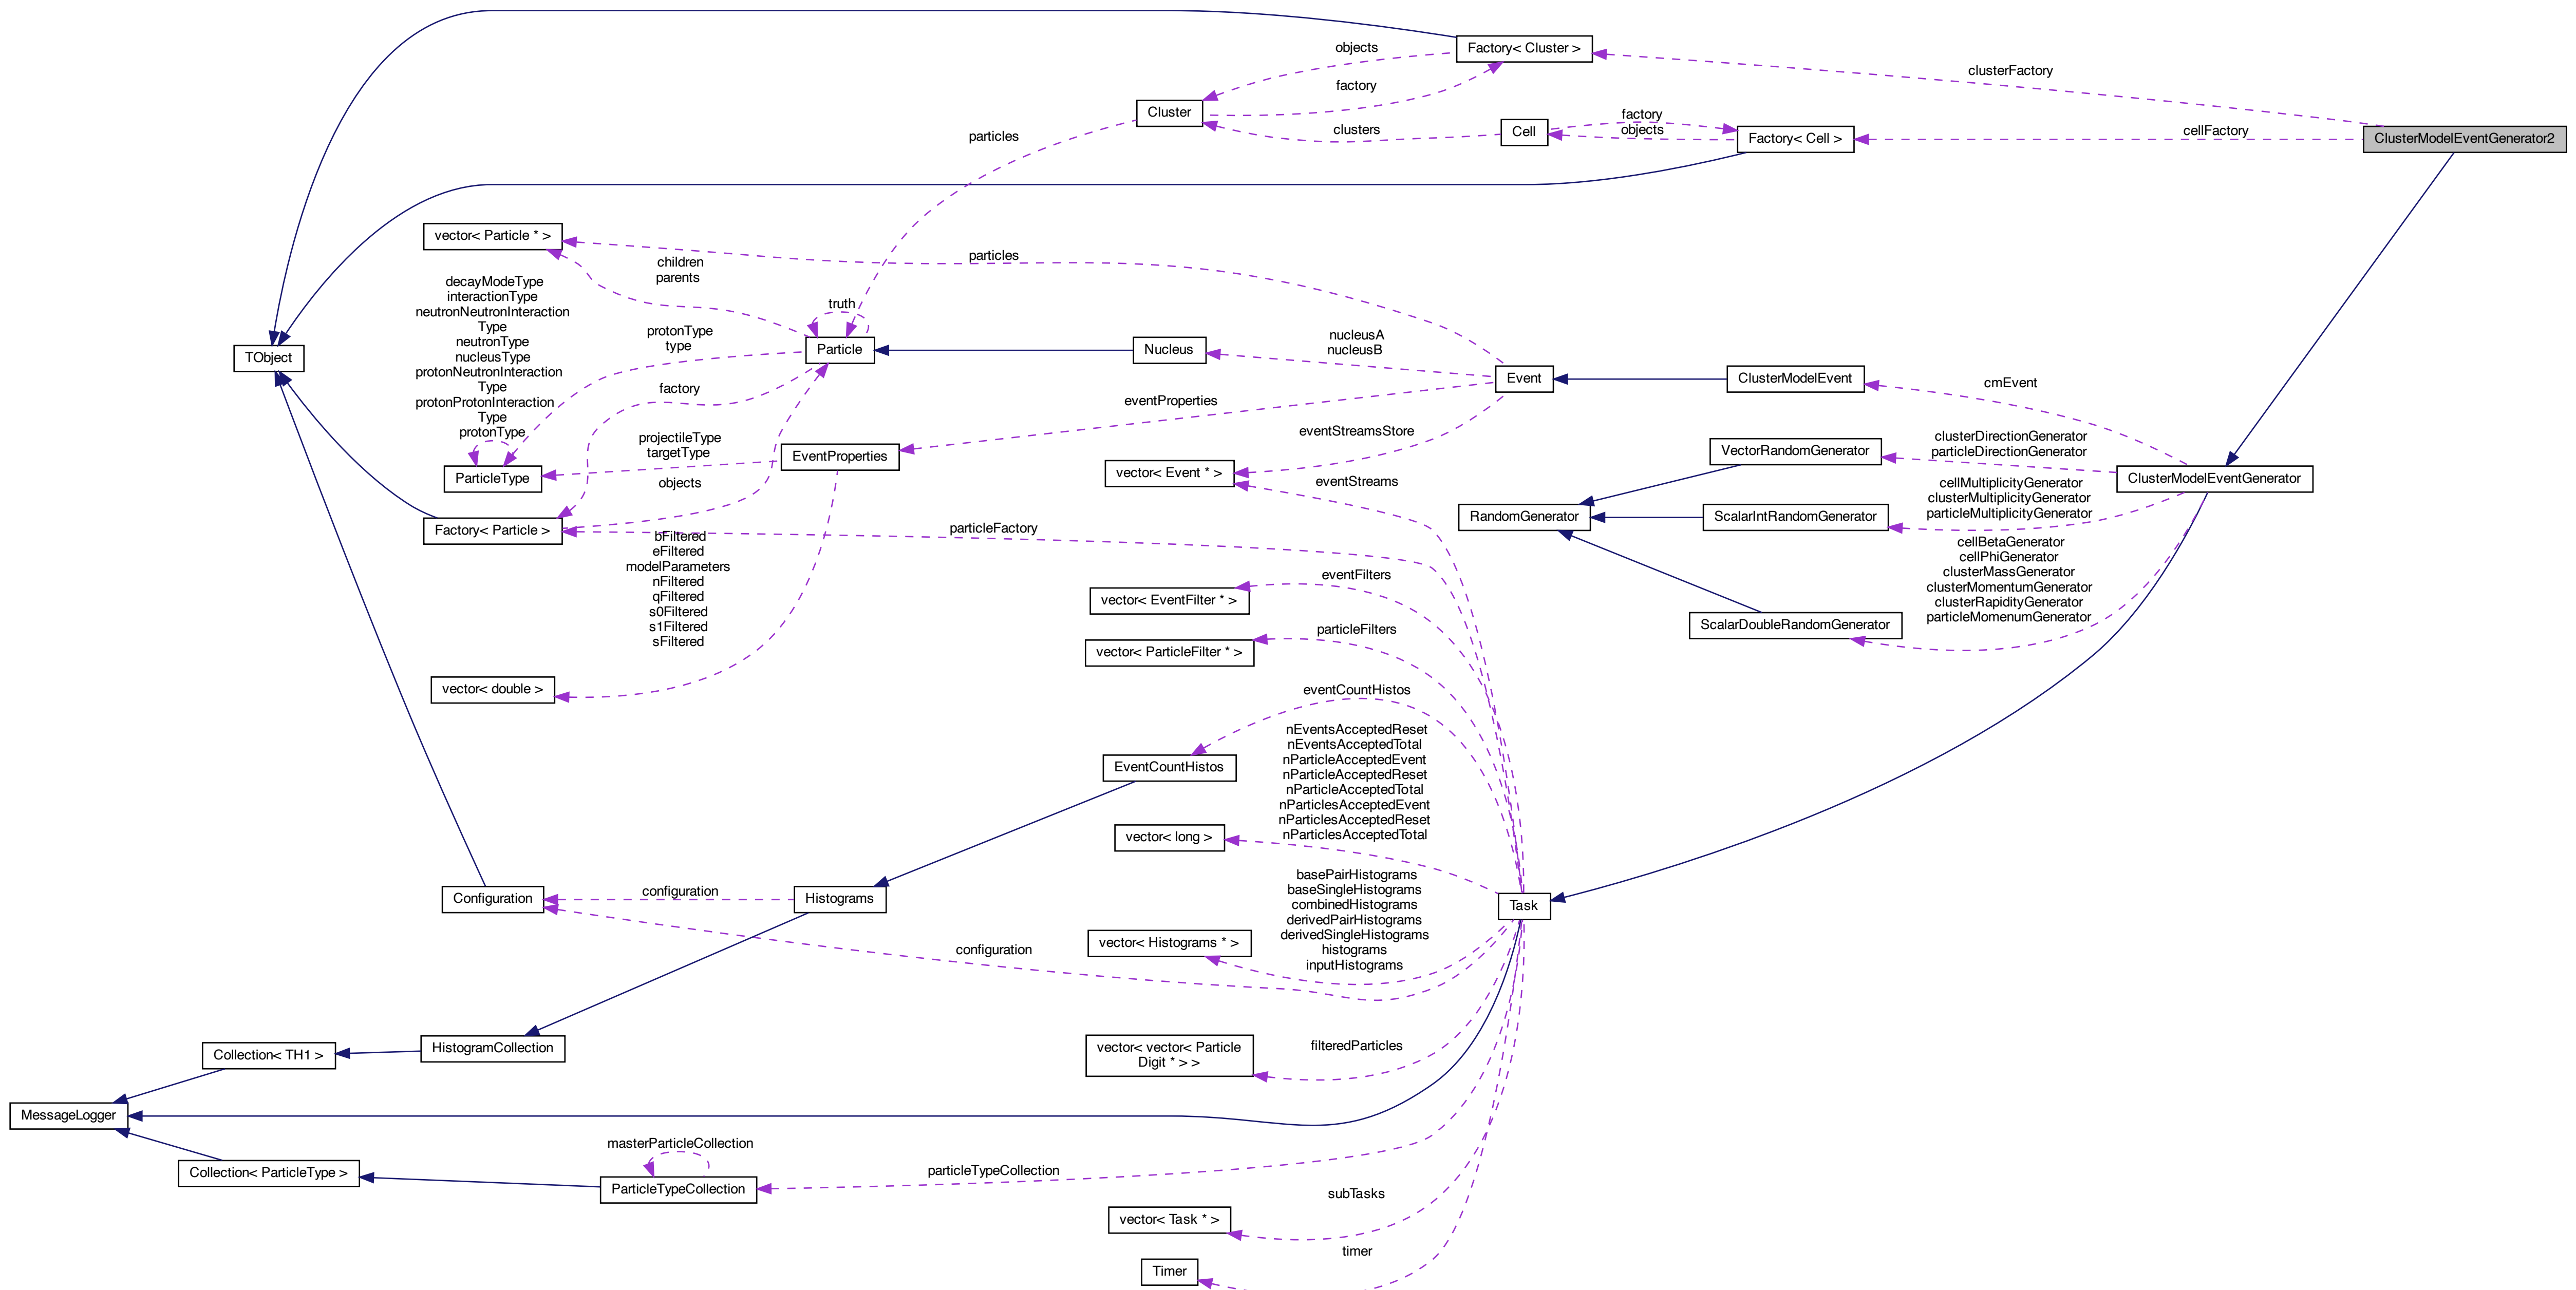 Factory< Cluster >
objects
clusterFactory
factory
Cluster
particles
clusters
Cell
factory
objects
Factory< Cell >
cellFactory
ClusterModelEventGenerator2
vector< Particle * >
children
parents
particles
decayModeType
interactionType
neutronNeutronInteraction
Type
neutronType
nucleusType
protonNeutronInteraction
Type
protonProtonInteraction
Type
protonType
protonType
type
truth
nucleusA
nucleusB
TObject
Particle
Nucleus
Event
ClusterModelEvent
cmEvent
factory
eventProperties
projectileType
targetType
EventProperties
eventStreamsStore
VectorRandomGenerator
clusterDirectionGenerator
particleDirectionGenerator
ParticleType
objects
vector< Event * >
eventStreams
ClusterModelEventGenerator
cellMultiplicityGenerator
clusterMultiplicityGenerator
particleMultiplicityGenerator
Factory< Particle >
particleFactory
RandomGenerator
ScalarIntRandomGenerator
bFiltered
eFiltered
modelParameters
nFiltered
qFiltered
s0Filtered
s1Filtered
sFiltered
cellBetaGenerator
cellPhiGenerator
clusterMassGenerator
clusterMomentumGenerator
clusterRapidityGenerator
particleMomenumGenerator
eventFilters
vector< EventFilter * >
ScalarDoubleRandomGenerator
particleFilters
vector< ParticleFilter * >
vector< double >
eventCountHistos
EventCountHistos
nEventsAcceptedReset
nEventsAcceptedTotal
nParticleAcceptedEvent
nParticleAcceptedReset
nParticleAcceptedTotal
nParticlesAcceptedEvent
nParticlesAcceptedReset
nParticlesAcceptedTotal
vector< long >
Configuration
configuration
Histograms
Task
basePairHistograms
baseSingleHistograms
combinedHistograms
derivedPairHistograms
derivedSingleHistograms
histograms
inputHistograms
vector< Histograms * >
configuration
HistogramCollection
Collection< TH1 >
vector< vector< Particle
Digit * > >
filteredParticles
MessageLogger
masterParticleCollection
Collection< ParticleType >
ParticleTypeCollection
particleTypeCollection
subTasks
vector< Task * >
timer
Timer